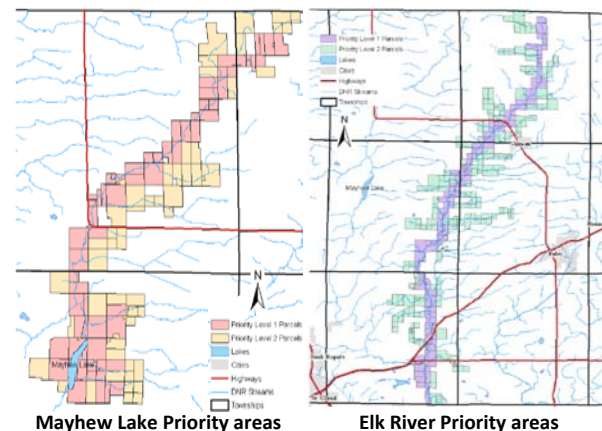 Priority Level 1 Parcels
Priority Level 2 Parcels
Lakes
Cities
Highways
DNR Streams
Townships
N
Mayhew Lake
N
Priority Level 1 Parcels
Priority Level 2 Parcels
Lakes
Cities
Highways
DNR Streams
Townships
Mayhew Lake
Mayhew Lake Priority areas
Elk River Priority areas